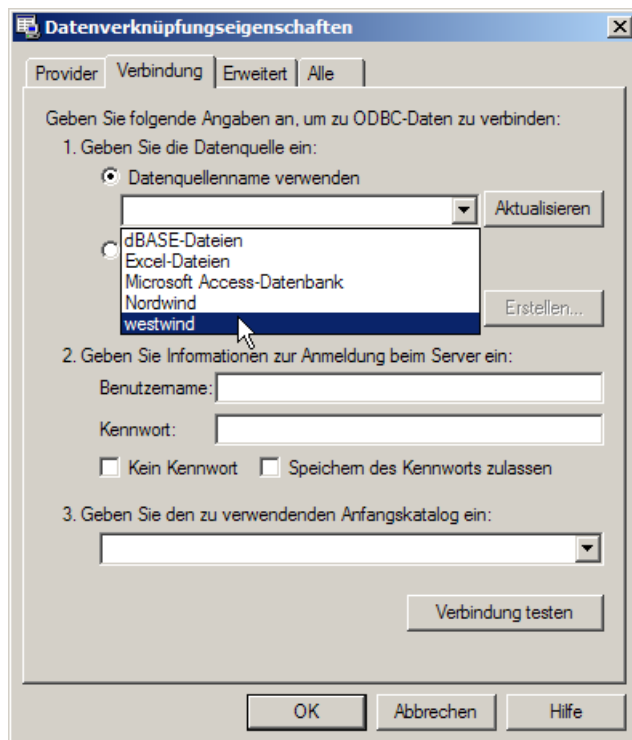 Datenverknüpfungseigenschaften
Provider Verbindung Erweitert Alle
Geben Sie folgende Angaben an, um zu ODBC-Daten zu verbinden:
1. Geben Sie die Datenquelle ein:
Datenquellenname verwenden
Aktualisieren
dBASE-Dateien
Excel-Dateien
Microsoft Access-Datenbank
Nordwind
westwind
Erstellen...
2. Geben Sie Informationen zur Anmeldung beim Server ein:
Benutzername:
Kennwort:
Kein Kennwort Speichern des Kennworts zulassen
3. Geben Sie den zu verwendenden Anfangskatalog ein:
Verbindung testen
OK Abbrechen Hilfe